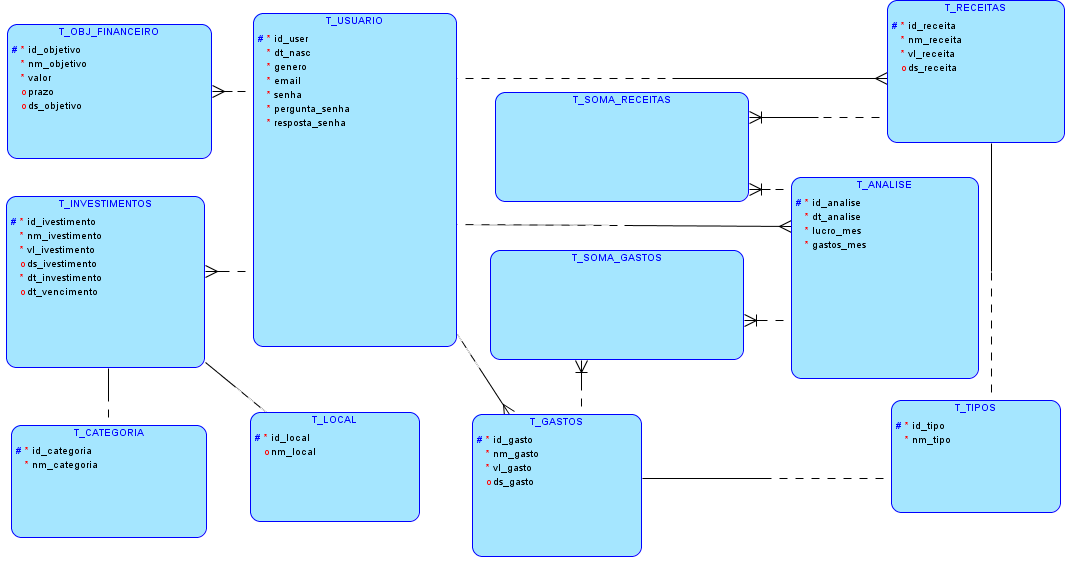 T_OBJ_FINANCEIRO
# * id_objetivo
* nm_objetivo
* valor
o prazo
o ds_objetivo
T_USUARIO
# * id_user
* dt_nasc
* genero
* email
* senha
* pergunta_senha
* resposta_senha
T_RECEITAS
# * id_receita
* nm_receita
* vl_receita
o ds_receita
T_SOMA_RECEITAS
T_INVESTIMENTOS
# * id_ivestimento
* nm_ivestimento
* vl_ivestimento
o ds_ivestimento
* dt_investimento
o dt_vencimento
T_ANALISE
# * id_analise
* dt_analise
* lucro_mes
* gastos_mes
T_SOMA_GASTOS
T_CATEGORIA
# * id_categoria
* nm_categoria
T_LOCAL
# * id_local
o nm_local
T_GASTOS
# * id_gasto
* nm_gasto
* vl_gasto
o ds_gasto
T_TIPOS
# * id_tipo
* nm_tipo